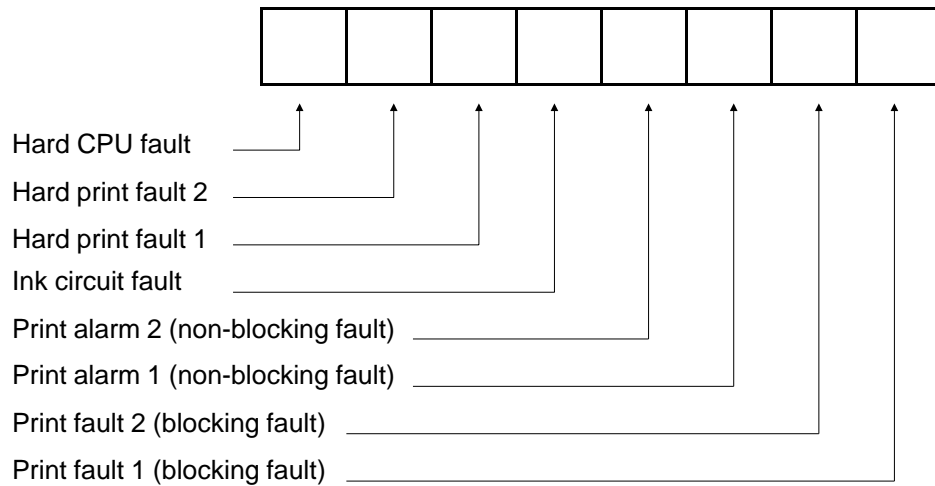 Hard CPU fault
Hard print fault 2
Hard print fault 1
Ink circuit fault
Print alarm 2 (non-blocking fault)
Print alarm 1 (non-blocking fault)
Print fault 2 (blocking fault)
Print fault 1 (blocking fault)